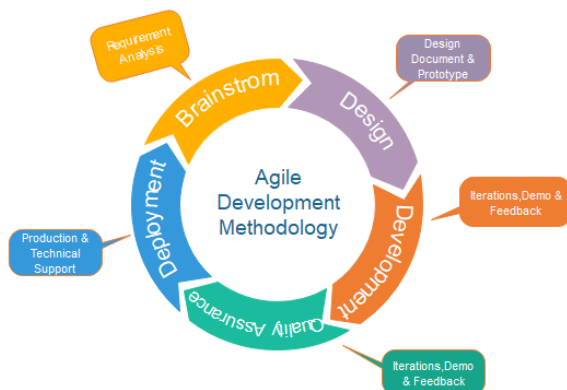 Requirement
Analysis
Brainstrom
Design
Document &
Prototype
Design
Agile
Development
Methodology
Iterations,Demo &
Feedback
Development
Production &
Technical
Support
Deployment
Quality Assurance
Iterations,Demo
& Feedback